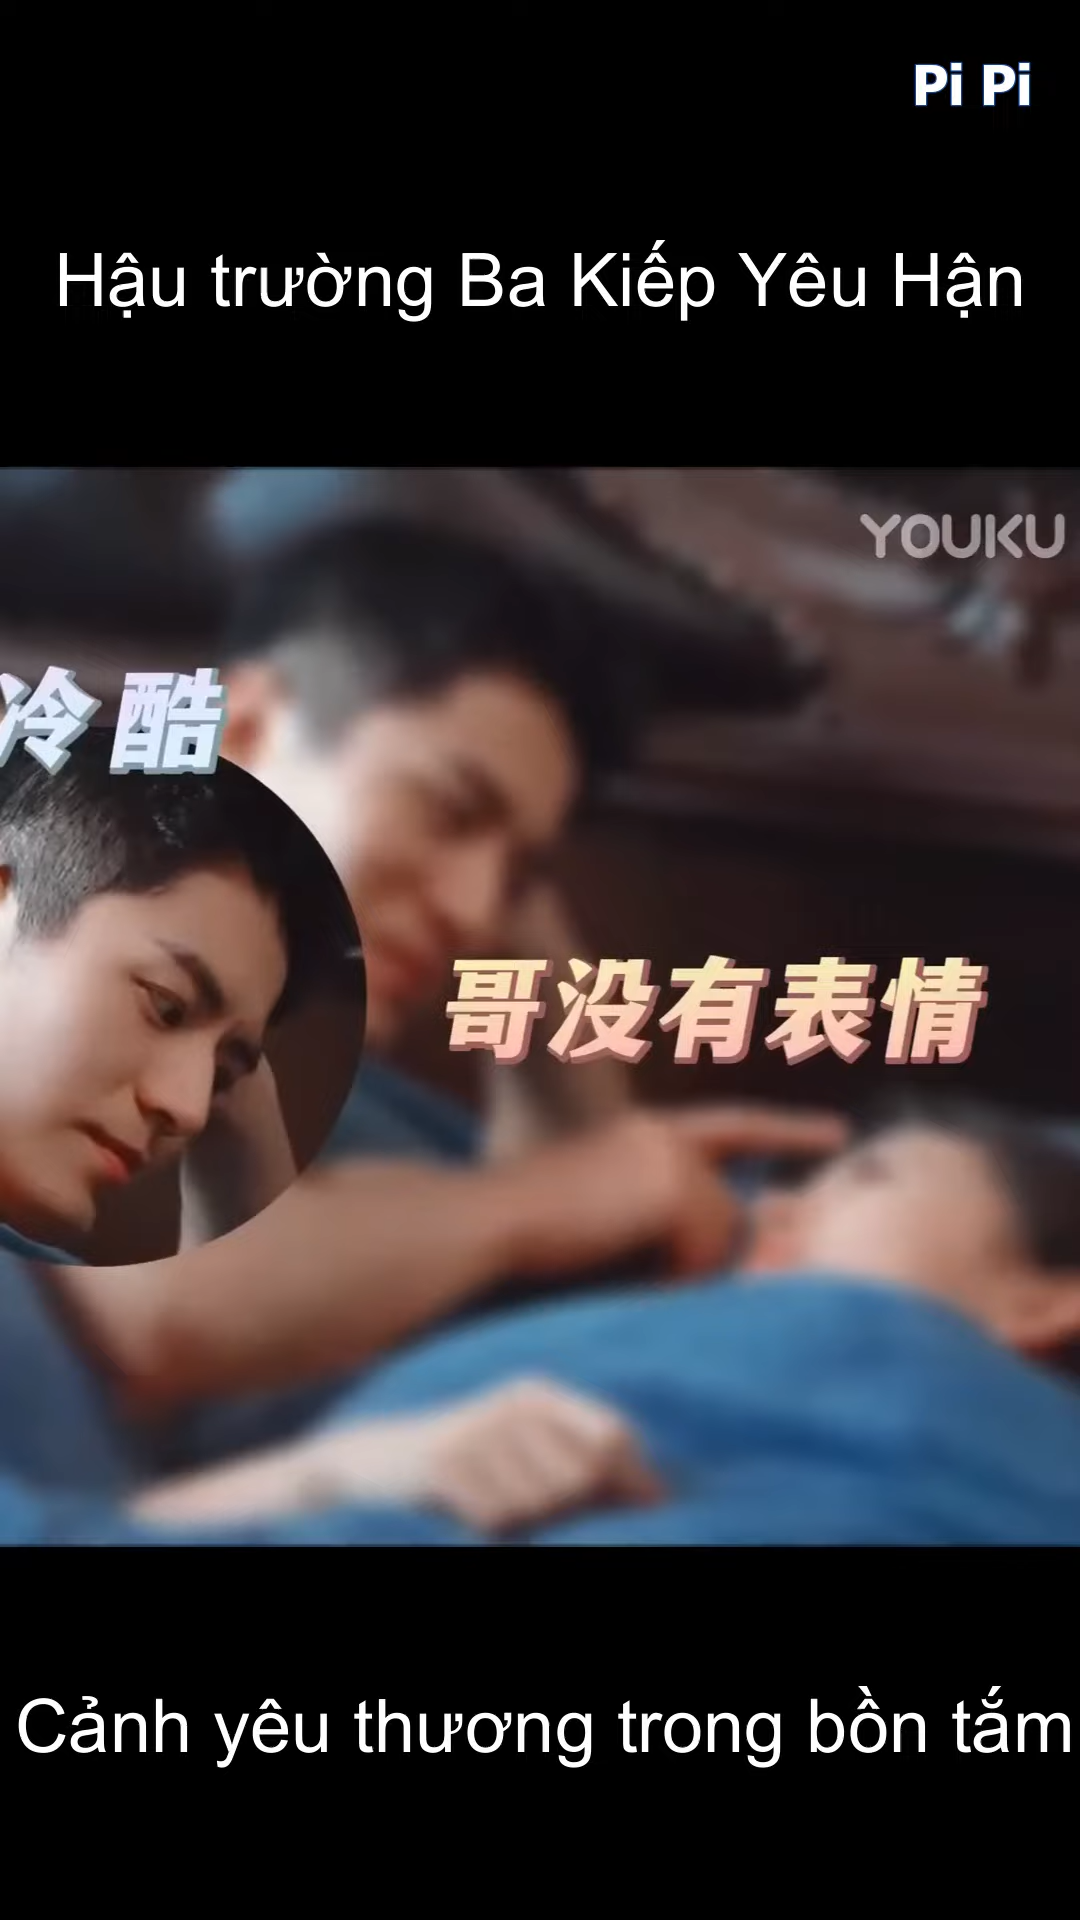 Pi Pi
Hậu trường Ba Kiếp Yêu Hận
YOUKU
冷酷
哥没有表情
Cảnh yêu thương trong bồn tắm